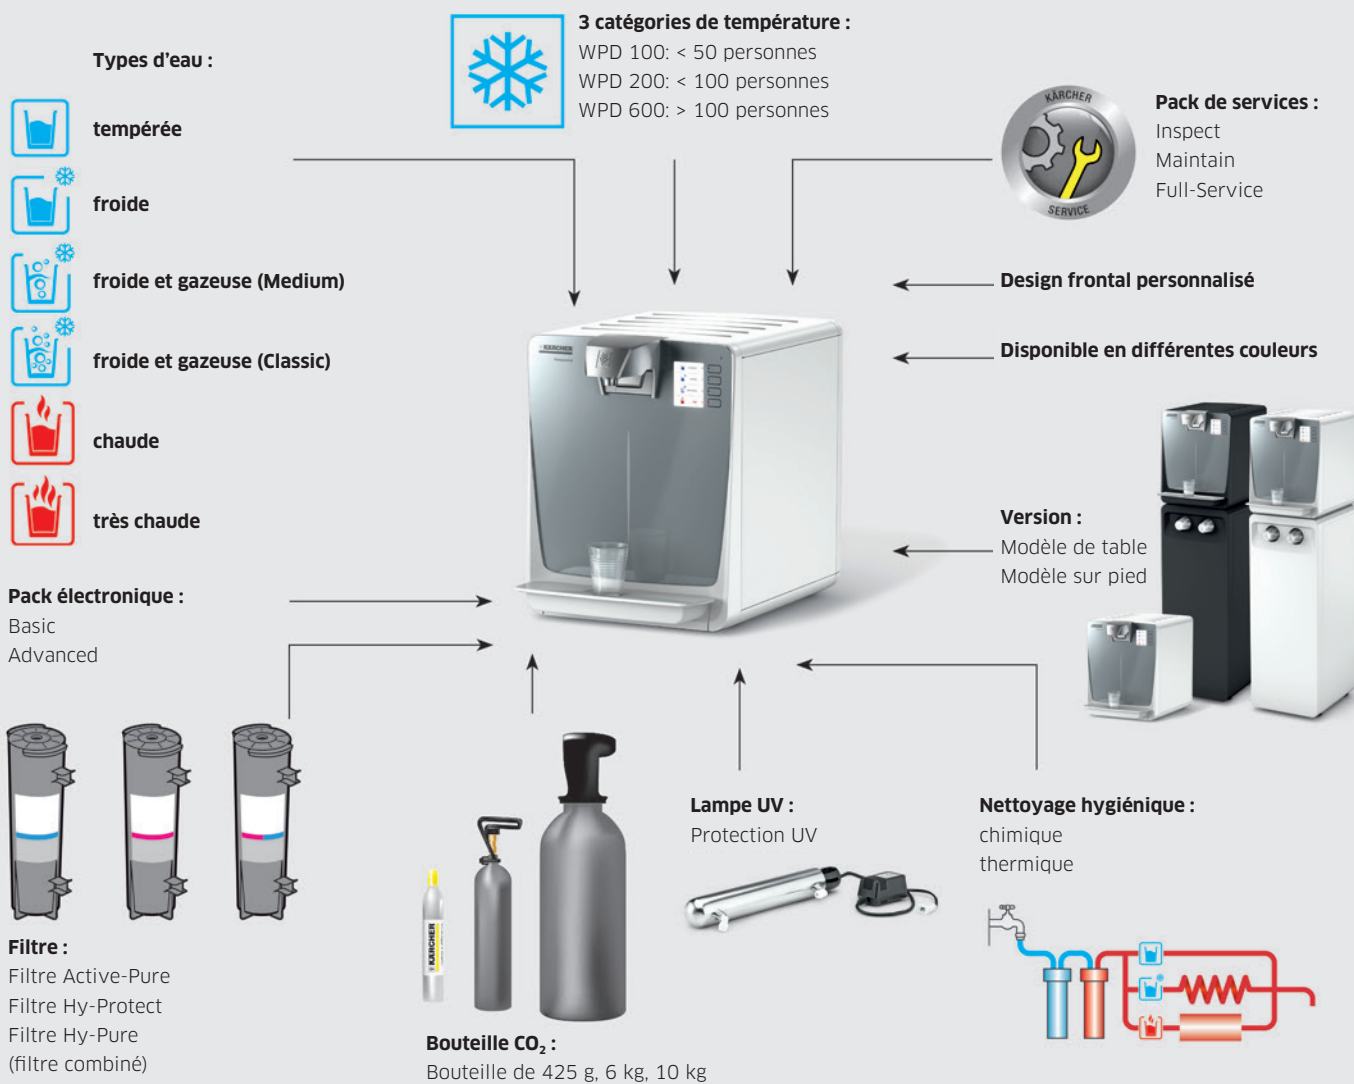 Types d'eau :
tempérée
froide
froide et gazeuse (Medium)
froide et gazeuse (Classic)
chaude
très chaude
3 catégories de température :
WPD 100: < 50 personnes
WPD 200: < 100 personnes
WPD 600: > 100 personnes
KÄRCHER
SERVICE
Pack de services :
Inspect
Maintain
Full-Service
Design frontal personnalisé
Disponible en différentes couleurs
KÄRCHER
Version :
Modèle de table
Modèle sur pied
Pack électronique :
Basic
Advanced
Filtre :
Filtre Active-Pure
Filtre Hy-Protect
Filtre Hy-Pure
(filtre combiné)
KÄRCHER
Bouteille CO₂ :
Bouteille de 425 g, 6 kg, 10 kg
Lampe UV :
Protection UV
Nettoyage hygiénique :
chimique
thermique